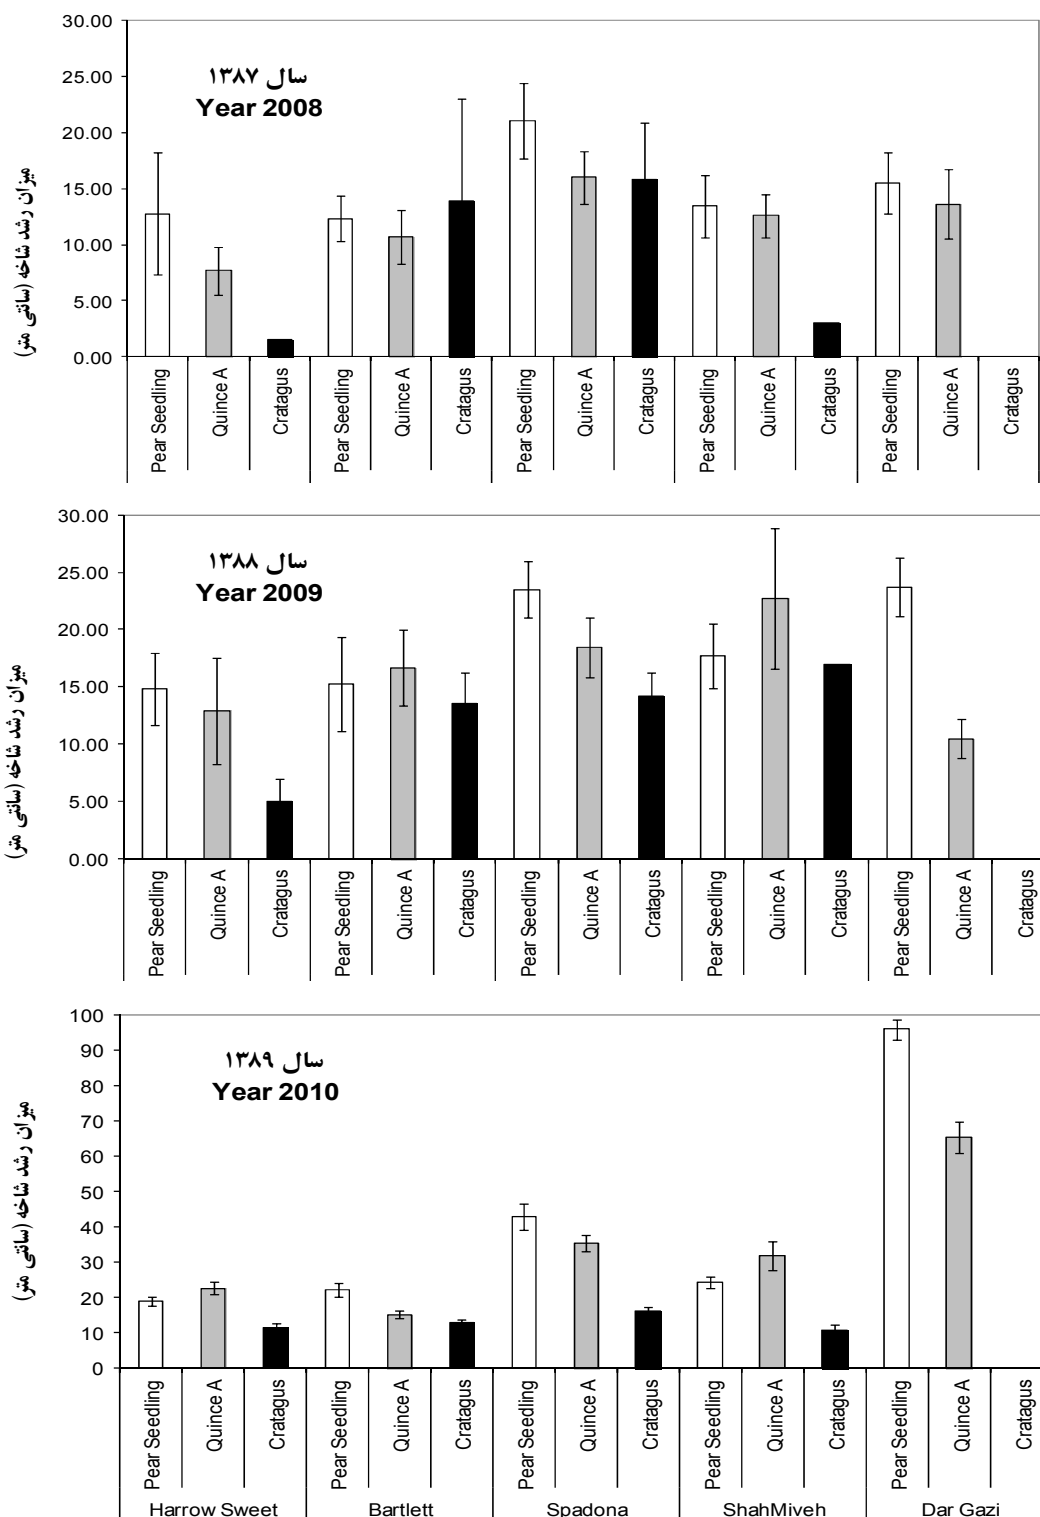 30.00
25.00
20.00
15.00
10.00
5.00
0.00
میزان رشد شاخه (سانتی متر)
سال ۱۳۸۷
Year 2008
Pear Seedling
Quince A
Cratagus
Pear Seedling
Quince A
Cratagus
Pear Seedling
Quince A
Cratagus
Pear Seedling
Quince A
Cratagus
Pear Seedling
Quince A
Cratagus
30.00
25.00
20.00
15.00
10.00
5.00
0.00
میزان رشد شاخه (سانتی متر)
سال ۱۳۸۸
Year 2009
Pear Seedling
Quince A
Cratagus
Pear Seedling
Quince A
Cratagus
Pear Seedling
Quince A
Cratagus
Pear Seedling
Quince A
Cratagus
Pear Seedling
Quince A
Cratagus
100
90
80
70
60
50
40
30
20
10
0
میزان رشد شاخه (سانتی متر)
سال ۱۳۸۹
Year 2010
Pear Seedling
Quince A
Cratagus
Pear Seedling
Quince A
Cratagus
Pear Seedling
Quince A
Cratagus
Pear Seedling
Quince A
Cratagus
Pear Seedling
Quince A
Cratagus
Harrow Sweet
Bartlett
Spadona
ShahMiveh
Dar Gazi